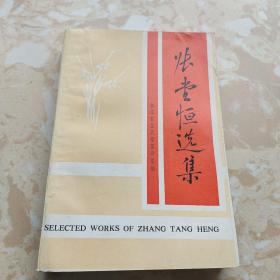 张堂恒选集
SELECTED WORKS OF ZHANG TANG HENG